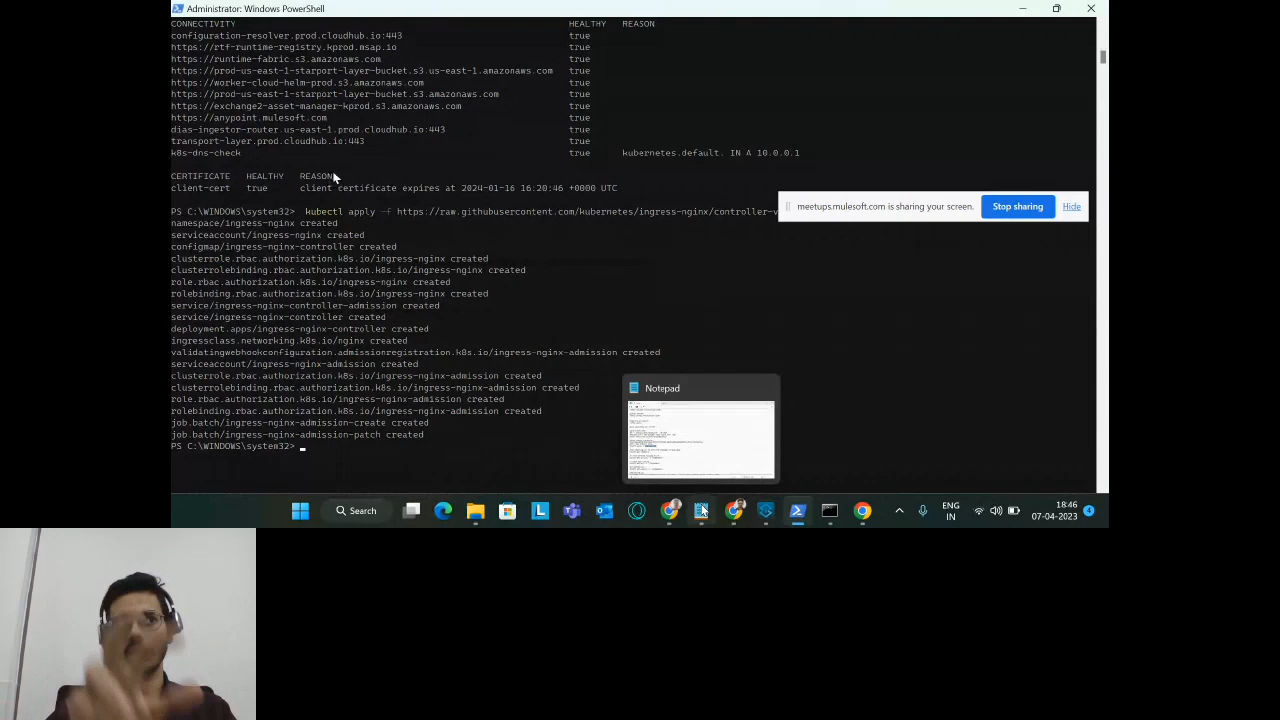 Administrator: Windows PowerShell
CONNECTIVITY HEALTHY REASON
configuration-resolver.prod.cloudhub.io:443 true
https://rtf-runtime-registry.kprod.msap.io true
https://runtime-fabric.s3.amazonaws.com true
https://prod-us-east-1-starport-layer-bucket.s3.us-east-1.amazonaws.com true
https://worker-cloud-helm-prod.s3.amazonaws.com true
https://prod-us-east-1-starport-layer-bucket.s3.amazonaws.com true
https://exchange2-asset-manager-kprod.s3.amazonaws.com true
https://anypoint.mulesoft.com true
dias-ingestor-router.us-east-1.prod.cloudhub.io:443 true
transport-layer.prod.cloudhub.io:443 true
k8s-dns-check true kubernetes.default. IN A 10.0.0.1
CERTIFICATE HEALTHY REASON
client-cert true client certificate expires at 2024-01-16 16:20:46 +0000 UTC
PS C:\WINDOWS\system32> kubectl apply -f https://raw.githubusercontent.com/kubernetes/ingress-nginx/controller-v
meetups.mulesoft.com is sharing your screen. Stop sharing Hide
namespace/ingress-nginx created
serviceaccount/ingress-nginx created
configmap/ingress-nginx-controller created
clusterrole.rbac.authorization.k8s.io/ingress-nginx created
clusterrolebinding.rbac.authorization.k8s.io/ingress-nginx created
role.rbac.authorization.k8s.io/ingress-nginx created
rolebinding.rbac.authorization.k8s.io/ingress-nginx created
service/ingress-nginx-controller-admission created
service/ingress-nginx-controller created
deployment.apps/ingress-nginx-controller created
ingressclass.networking.k8s.io/nginx created
validatingwebhookconfiguration.admissionregistration.k8s.io/ingress-nginx-admission created
serviceaccount/ingress-nginx-admission created
clusterrole.rbac.authorization.k8s.io/ingress-nginx-admission created
clusterrolebinding.rbac.authorization.k8s.io/ingress-nginx-admission created
role.rbac.authorization.k8s.io/ingress-nginx-admission created
rolebinding.rbac.authorization.k8s.io/ingress-nginx-admission created
job.batch/ingress-nginx-admission-create created
job.batch/ingress-nginx-admission-patch created
PS C:\WINDOWS\system32>
Notepad
Search
ENG
IN
18:46
07-04-2023
4